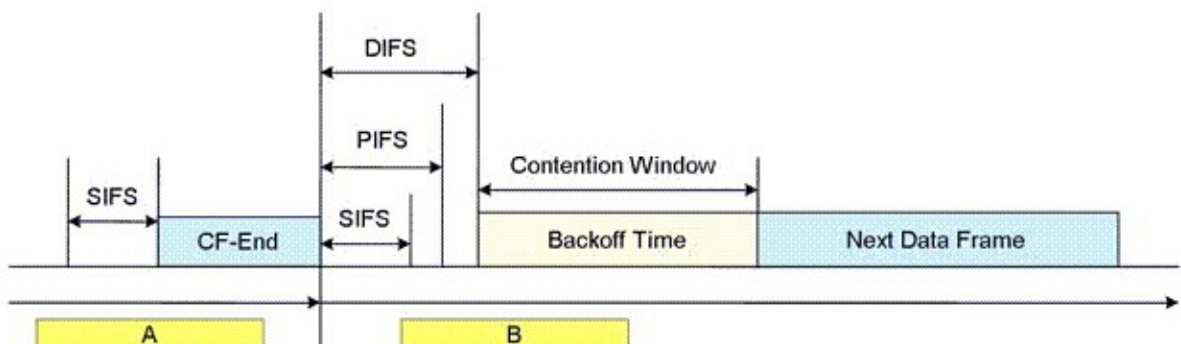 DIFS
PIFS
Contention Window
SIFS
SIFS
CF-End
Backoff Time
Next Data Frame
A
B